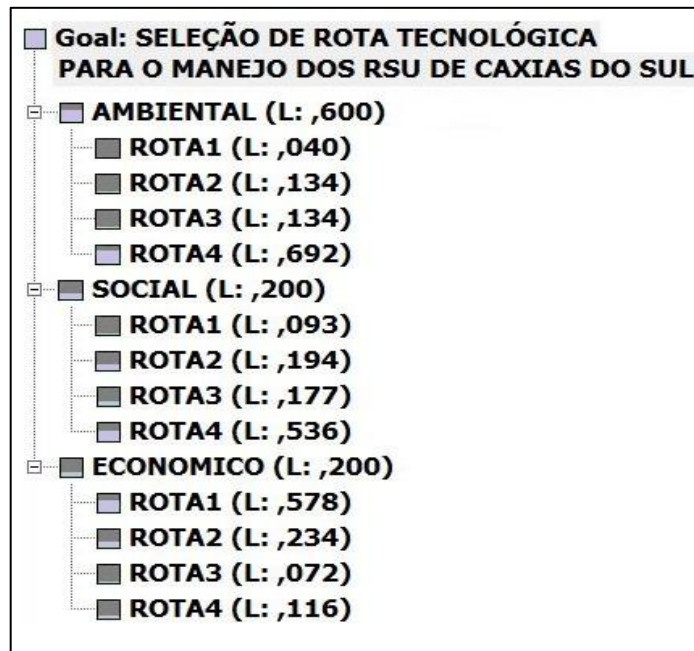 Goal: SELEÇÃO DE ROTA TECNOLÓGICA
PARA O MANEJO DOS RSU DE CAXIAS DO SUL
AMBIENTAL (L: ,600)
ROTA1 (L: ,040)
ROTA2 (L: ,134)
ROTA3 (L: ,134)
ROTA4 (L: ,692)
SOCIAL (L: ,200)
ROTA1 (L: ,093)
ROTA2 (L: ,194)
ROTA3 (L: ,177)
ROTA4 (L: ,536)
ECONOMICO (L: ,200)
ROTA1 (L: ,578)
ROTA2 (L: ,234)
ROTA3 (L: ,072)
ROTA4 (L: ,116)